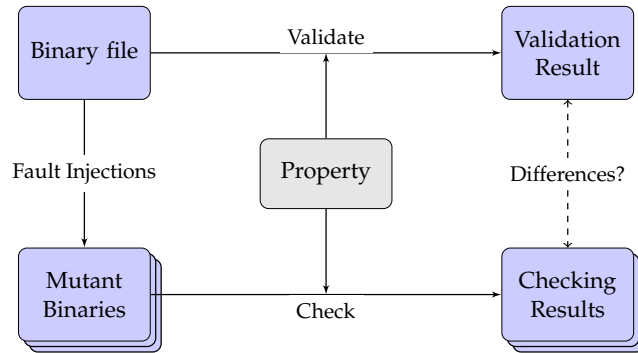 Binary file
Validate
Validation
Result
Fault Injections
Property
Differences?
Mutant
Binaries
Check
Checking
Results